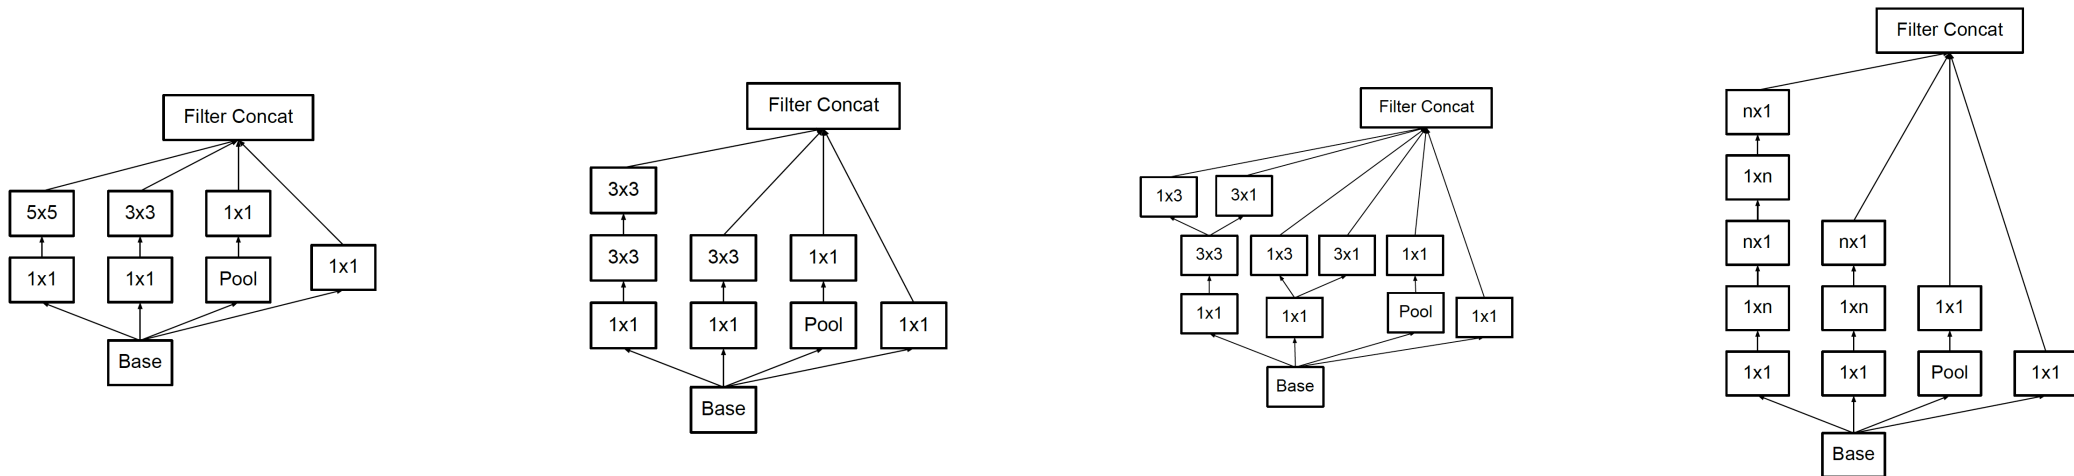 Filter Concat
5x5 3x3 1x1
1x1 1x1 Pool 1x1
Base
Filter Concat
3x3
3x3 3x3 1x1
1x1 1x1 Pool 1x1
Base
Filter Concat
1x3 3x1
3x3 1x3 3x1 1x1
1x1 1x1 Pool 1x1
Base
Filter Concat
nx1
1xn
nx1 nx1
1xn 1xn 1x1
1x1 1x1 Pool 1x1
Base